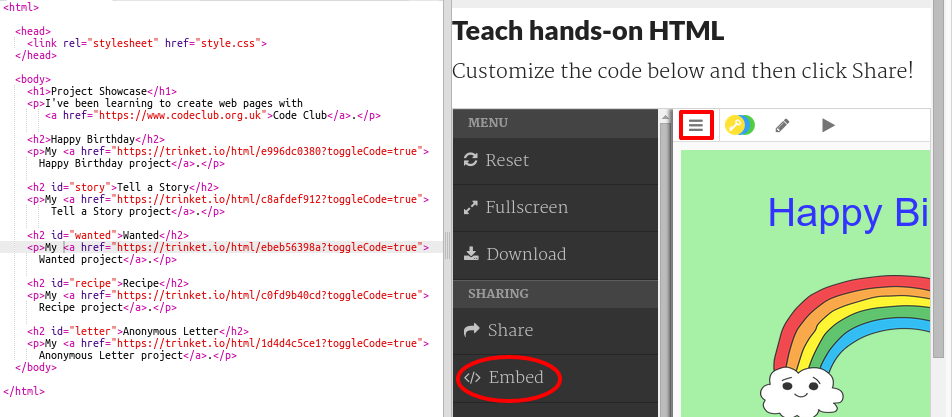 <html>
<head>
<link rel="stylesheet" href="style.css">
</head>
<body>
<h1>Project Showcase</h1>
<p>I've been learning to create web pages with
<a href="https://www.codeclub.org.uk">Code Club</a>.</p>
<h2>Happy Birthday</h2>
<p>My <a href="https://trinket.io/html/e996dc0380?toggleCode=true">
Happy Birthday project</a>.</p>
<h2 id="story">Tell a Story</h2>
<p>My <a href="https://trinket.io/html/c8afdef912?toggleCode=true">
Tell a Story project</a>.</p>
<h2 id="wanted">Wanted</h2>
<p>My <a href="https://trinket.io/html/ebeb56398a?toggleCode=true">
Wanted project</a>.</p>
<h2 id="recipe">Recipe</h2>
<p>My <a href="https://trinket.io/html/c0fd9b40cd?toggleCode=true">
Recipe project</a>.</p>
<h2 id="letter">Anonymous Letter</h2>
<p>My <a href="https://trinket.io/html/1d4d4c5ce1?toggleCode=true">
Anonymous Letter project</a>.</p>
</body>
</html>
Teach hands-on HTML
Customize the code below and then click Share!
MENU
Reset
Fullscreen
Download
SHARING
Share
</> Embed
Happy Bi